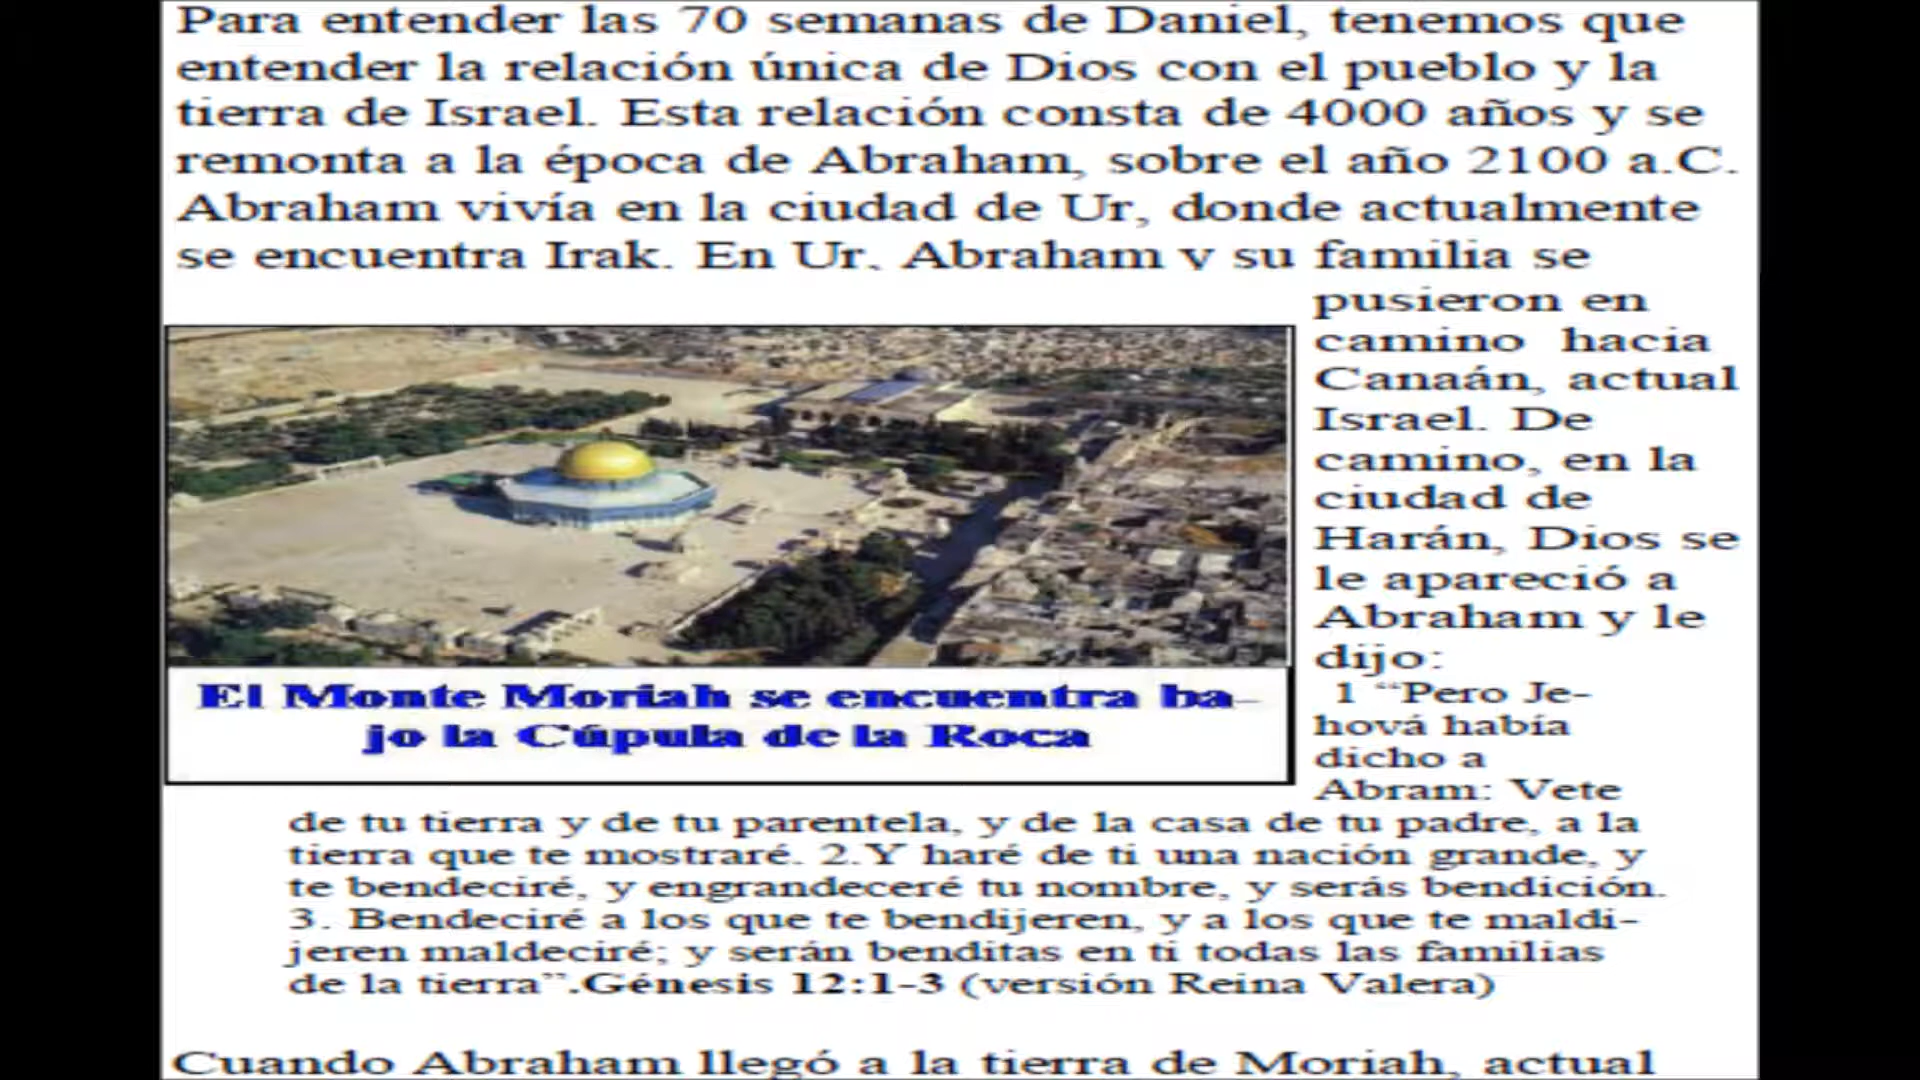 Para entender las 70 semanas de Daniel, tenemos que
entender la relación única de Dios con el pueblo y la
tierra de Israel. Esta relación consta de 4000 años y se
remonta a la época de Abraham, sobre el año 2100 a.C.
Abraham vivía en la ciudad de Ur, donde actualmente
se encuentra Irak. En Ur, Abraham y su familia se
pusieron en
camino hacia
Canaán, actual
Israel. De
camino, en la
ciudad de
Harán, Dios se
le apareció a
Abraham y le
dijo:
1 “Pero Je-
hová había
dicho a
Abram: Vete
El Monte Moriah se encuentra ba-
jo la Cúpula de la Roca
de tu tierra y de tu parentela, y de la casa de tu padre, a la
tierra que te mostraré. 2.Y haré de ti una nación grande, y
te bendeciré, y engrandeceré tu nombre, y serás bendición.
3. Bendeciré a los que te bendijeren, y a los que te maldi-
jeren maldeciré; y serán benditas en ti todas las familias
de la tierra”.Génesis 12:1-3 (versión Reina Valera)
Cuando Abraham llegó a la tierra de Moriah, actual